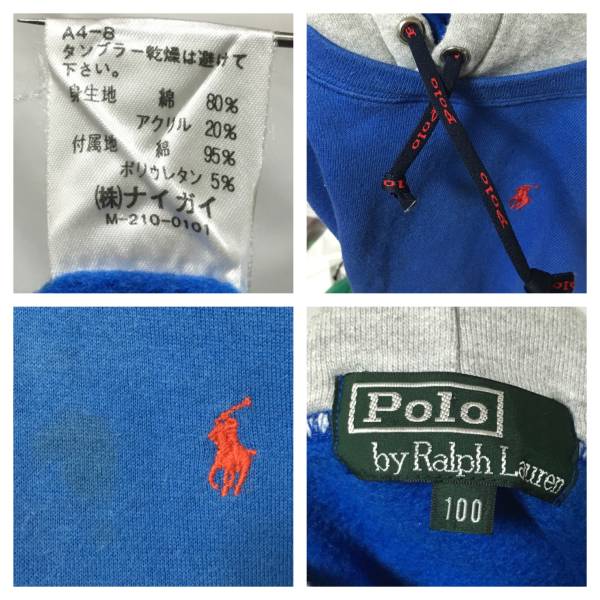 A4-B
タンブラー乾燥は避けて
下さい。
身生地 綿 80%
アクリル 20%
付属地 綿 95%
ポリウレタン 5%
(株)ナイガイ
M-210-0101
Polo
Polo
Polo
Polo
Polo
by Ralph Lauren
100